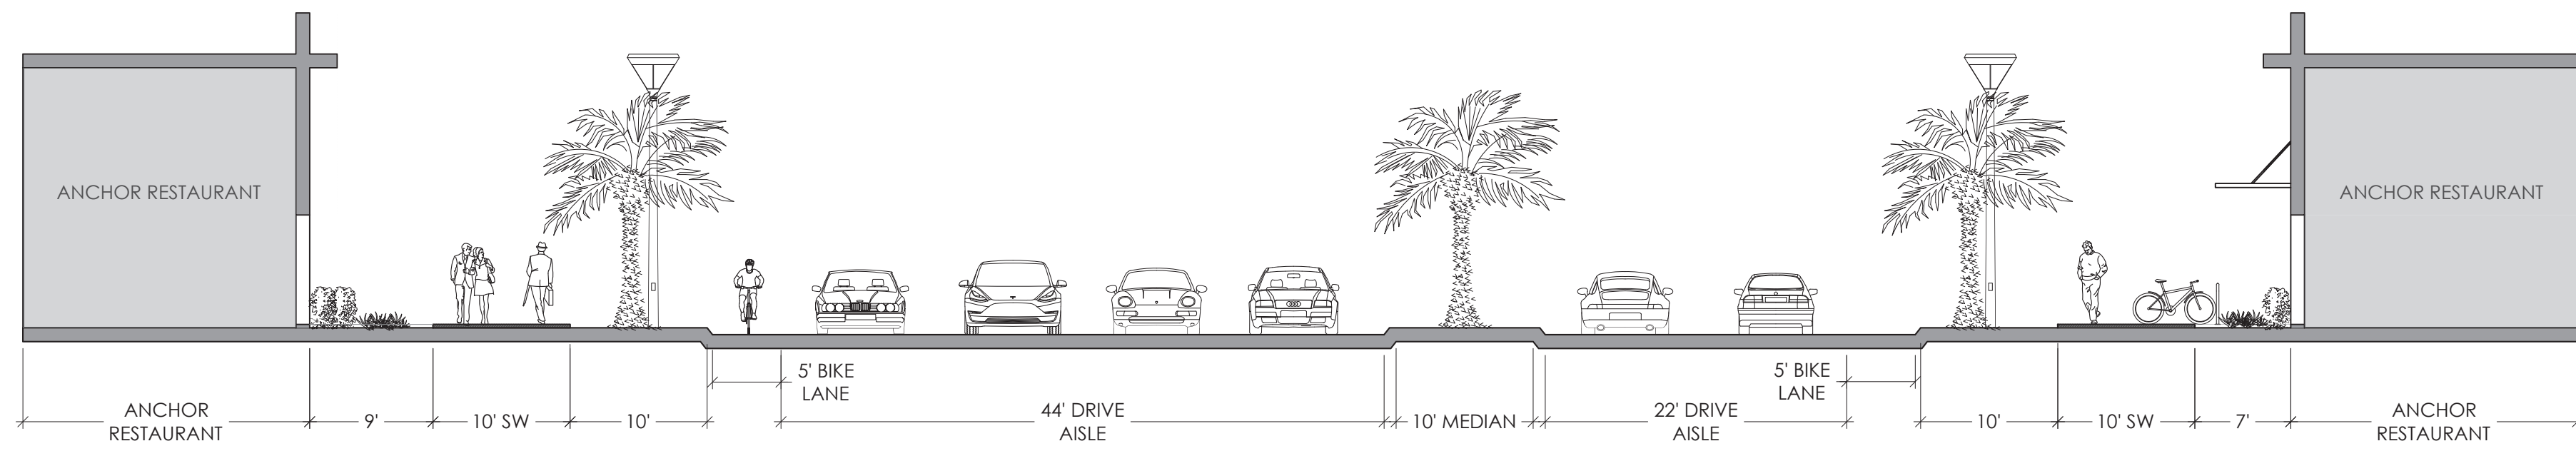 ANCHOR RESTAURANT
ANCHOR RESTAURANT
5' BIKE
LANE
5' BIKE
LANE
ANCHOR
RESTAURANT
9'
10' SW
10'
44' DRIVE
AISLE
10' MEDIAN
22' DRIVE
AISLE
10'
10' SW
7'
ANCHOR
RESTAURANT